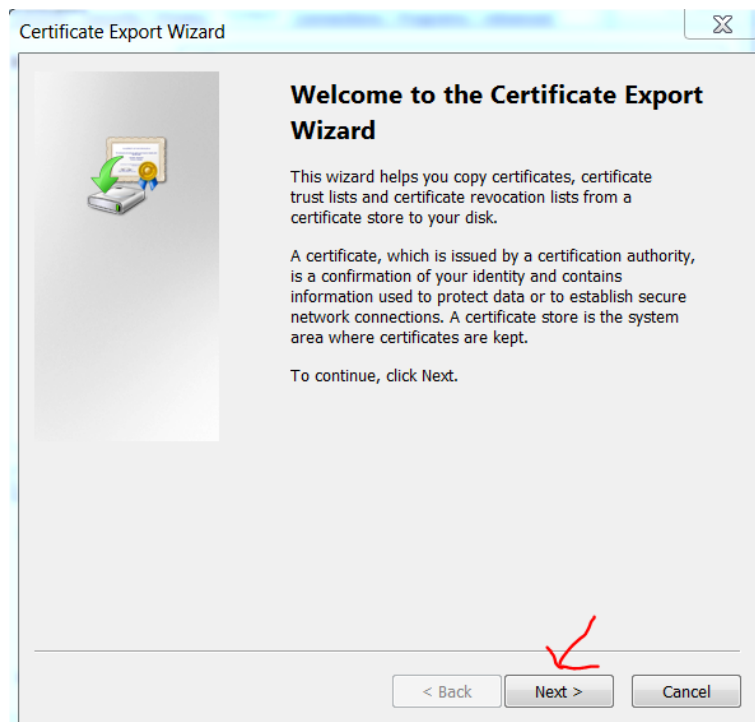 Certificate Export Wizard
Welcome to the Certificate Export
Wizard
This wizard helps you copy certificates, certificate
trust lists and certificate revocation lists from a
certificate store to your disk.
A certificate, which is issued by a certification authority,
is a confirmation of your identity and contains
information used to protect data or to establish secure
network connections. A certificate store is the system
area where certificates are kept.
To continue, click Next.
< Back Next > Cancel